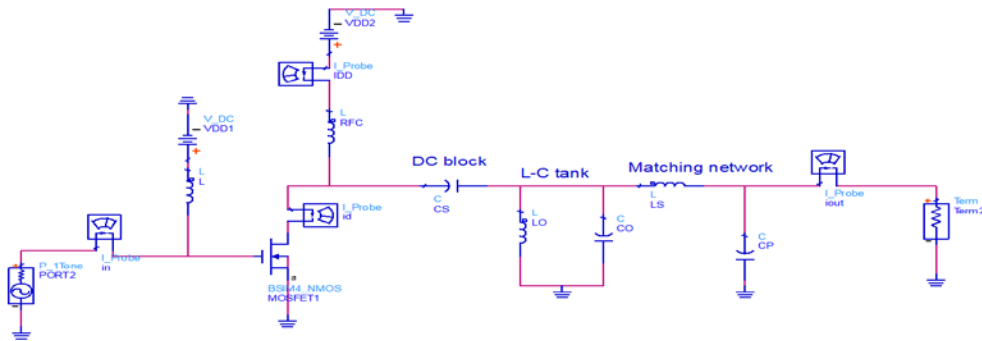 V_DC
VDD2
I_Probe
IDD
L
RFC
V_DC
VDD1
L
L
DC block
C
CS
L-C tank
L
LO
C
CO
Matching network
L
LS
C
CP
I_Probe
iout
Term
Term2
I_Probe
id
I_Probe
in
P_1Tone
PORT2
BSIM4_NMOS
MOSFET1